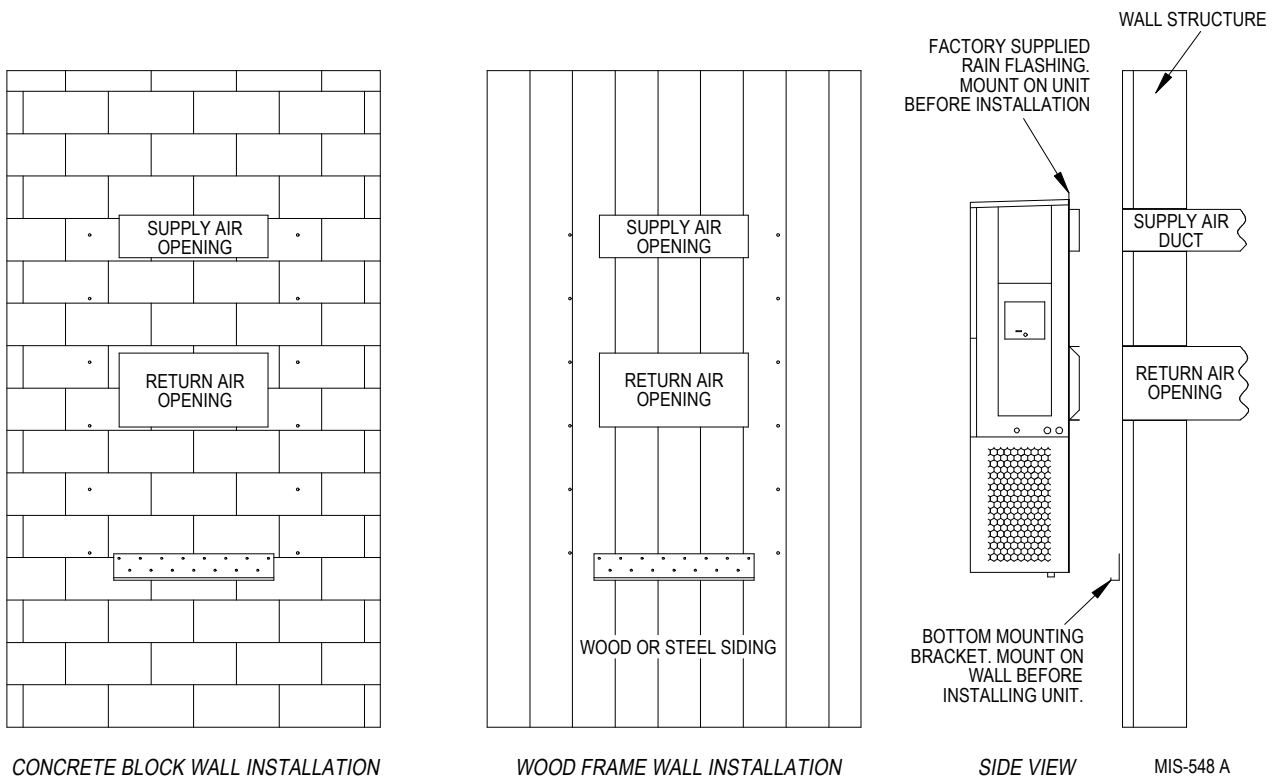 WALL STRUCTURE
FACTORY SUPPLIED
RAIN FLASHING.
MOUNT ON UNIT
BEFORE INSTALLATION
SUPPLY AIR
OPENING
SUPPLY AIR
OPENING
SUPPLY AIR
DUCT
RETURN AIR
OPENING
RETURN AIR
OPENING
RETURN AIR
OPENING
WOOD OR STEEL SIDING
BOTTOM MOUNTING
BRACKET. MOUNT ON
WALL BEFORE
INSTALLING UNIT.
CONCRETE BLOCK WALL INSTALLATION
WOOD FRAME WALL INSTALLATION
SIDE VIEW
MIS-548 A